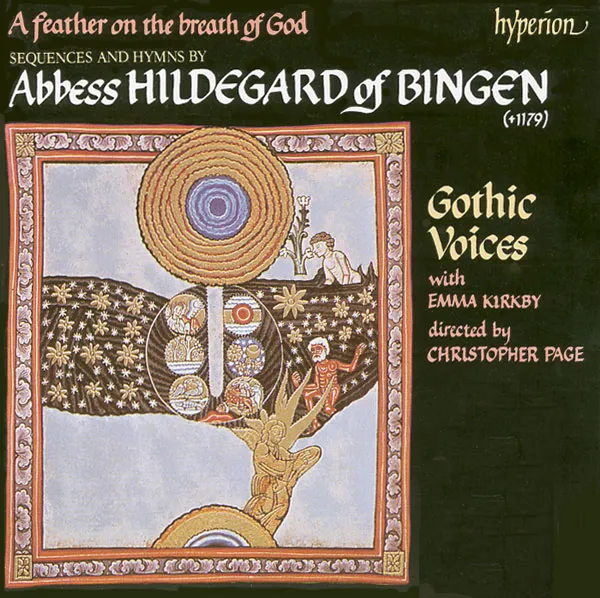 A feather on the breath of God
hyperion
SEQUENCES AND HYMNS BY
Abbess HILDEGARD of BINGEN
(+1179)
Gothic
Voices
with
EMMA KIRKBY
directed by
CHRISTOPHER PAGE